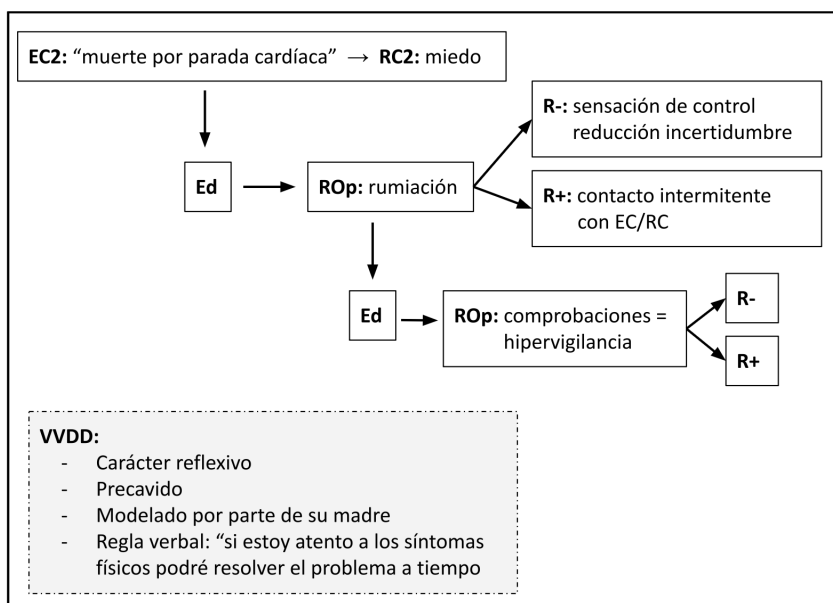 EC2: “muerte por parada cardíaca” → RC2: miedo
R-: sensación de control
reducción incertidumbre
Ed
ROp: rumiación
R+: contacto intermitente
con EC/RC
Ed
ROp: comprobaciones =
hipervigilancia
R-
R+
VVDD:
- Carácter reflexivo
- Precavido
- Modelado por parte de su madre
- Regla verbal: “si estoy atento a los síntomas
físicos podré resolver el problema a tiempo